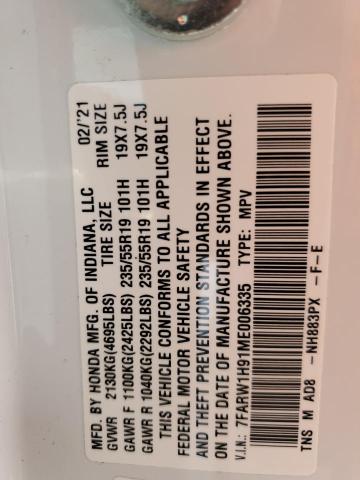 MFD. BY HONDA MFG. OF INDIANA, LLC 02/'21
GVWR 2130KG(4695LBS) TIRE SIZE RIM SIZE
GAWR F 1100KG(2425LBS) 235/55R19 101H 19X7.5J
GAWR R 1040KG(2292LBS) 235/55R19 101H 19X7.5J
THIS VEHICLE CONFORMS TO ALL APPLICABLE
FEDERAL MOTOR VEHICLE SAFETY
AND THEFT PREVENTION STANDARDS IN EFFECT
ON THE DATE OF MANUFACTURE SHOWN ABOVE.
V.I.N.: 7FARW1H91ME006335 TYPE: MPV
TNS M AD8 -NH883PX -F-E